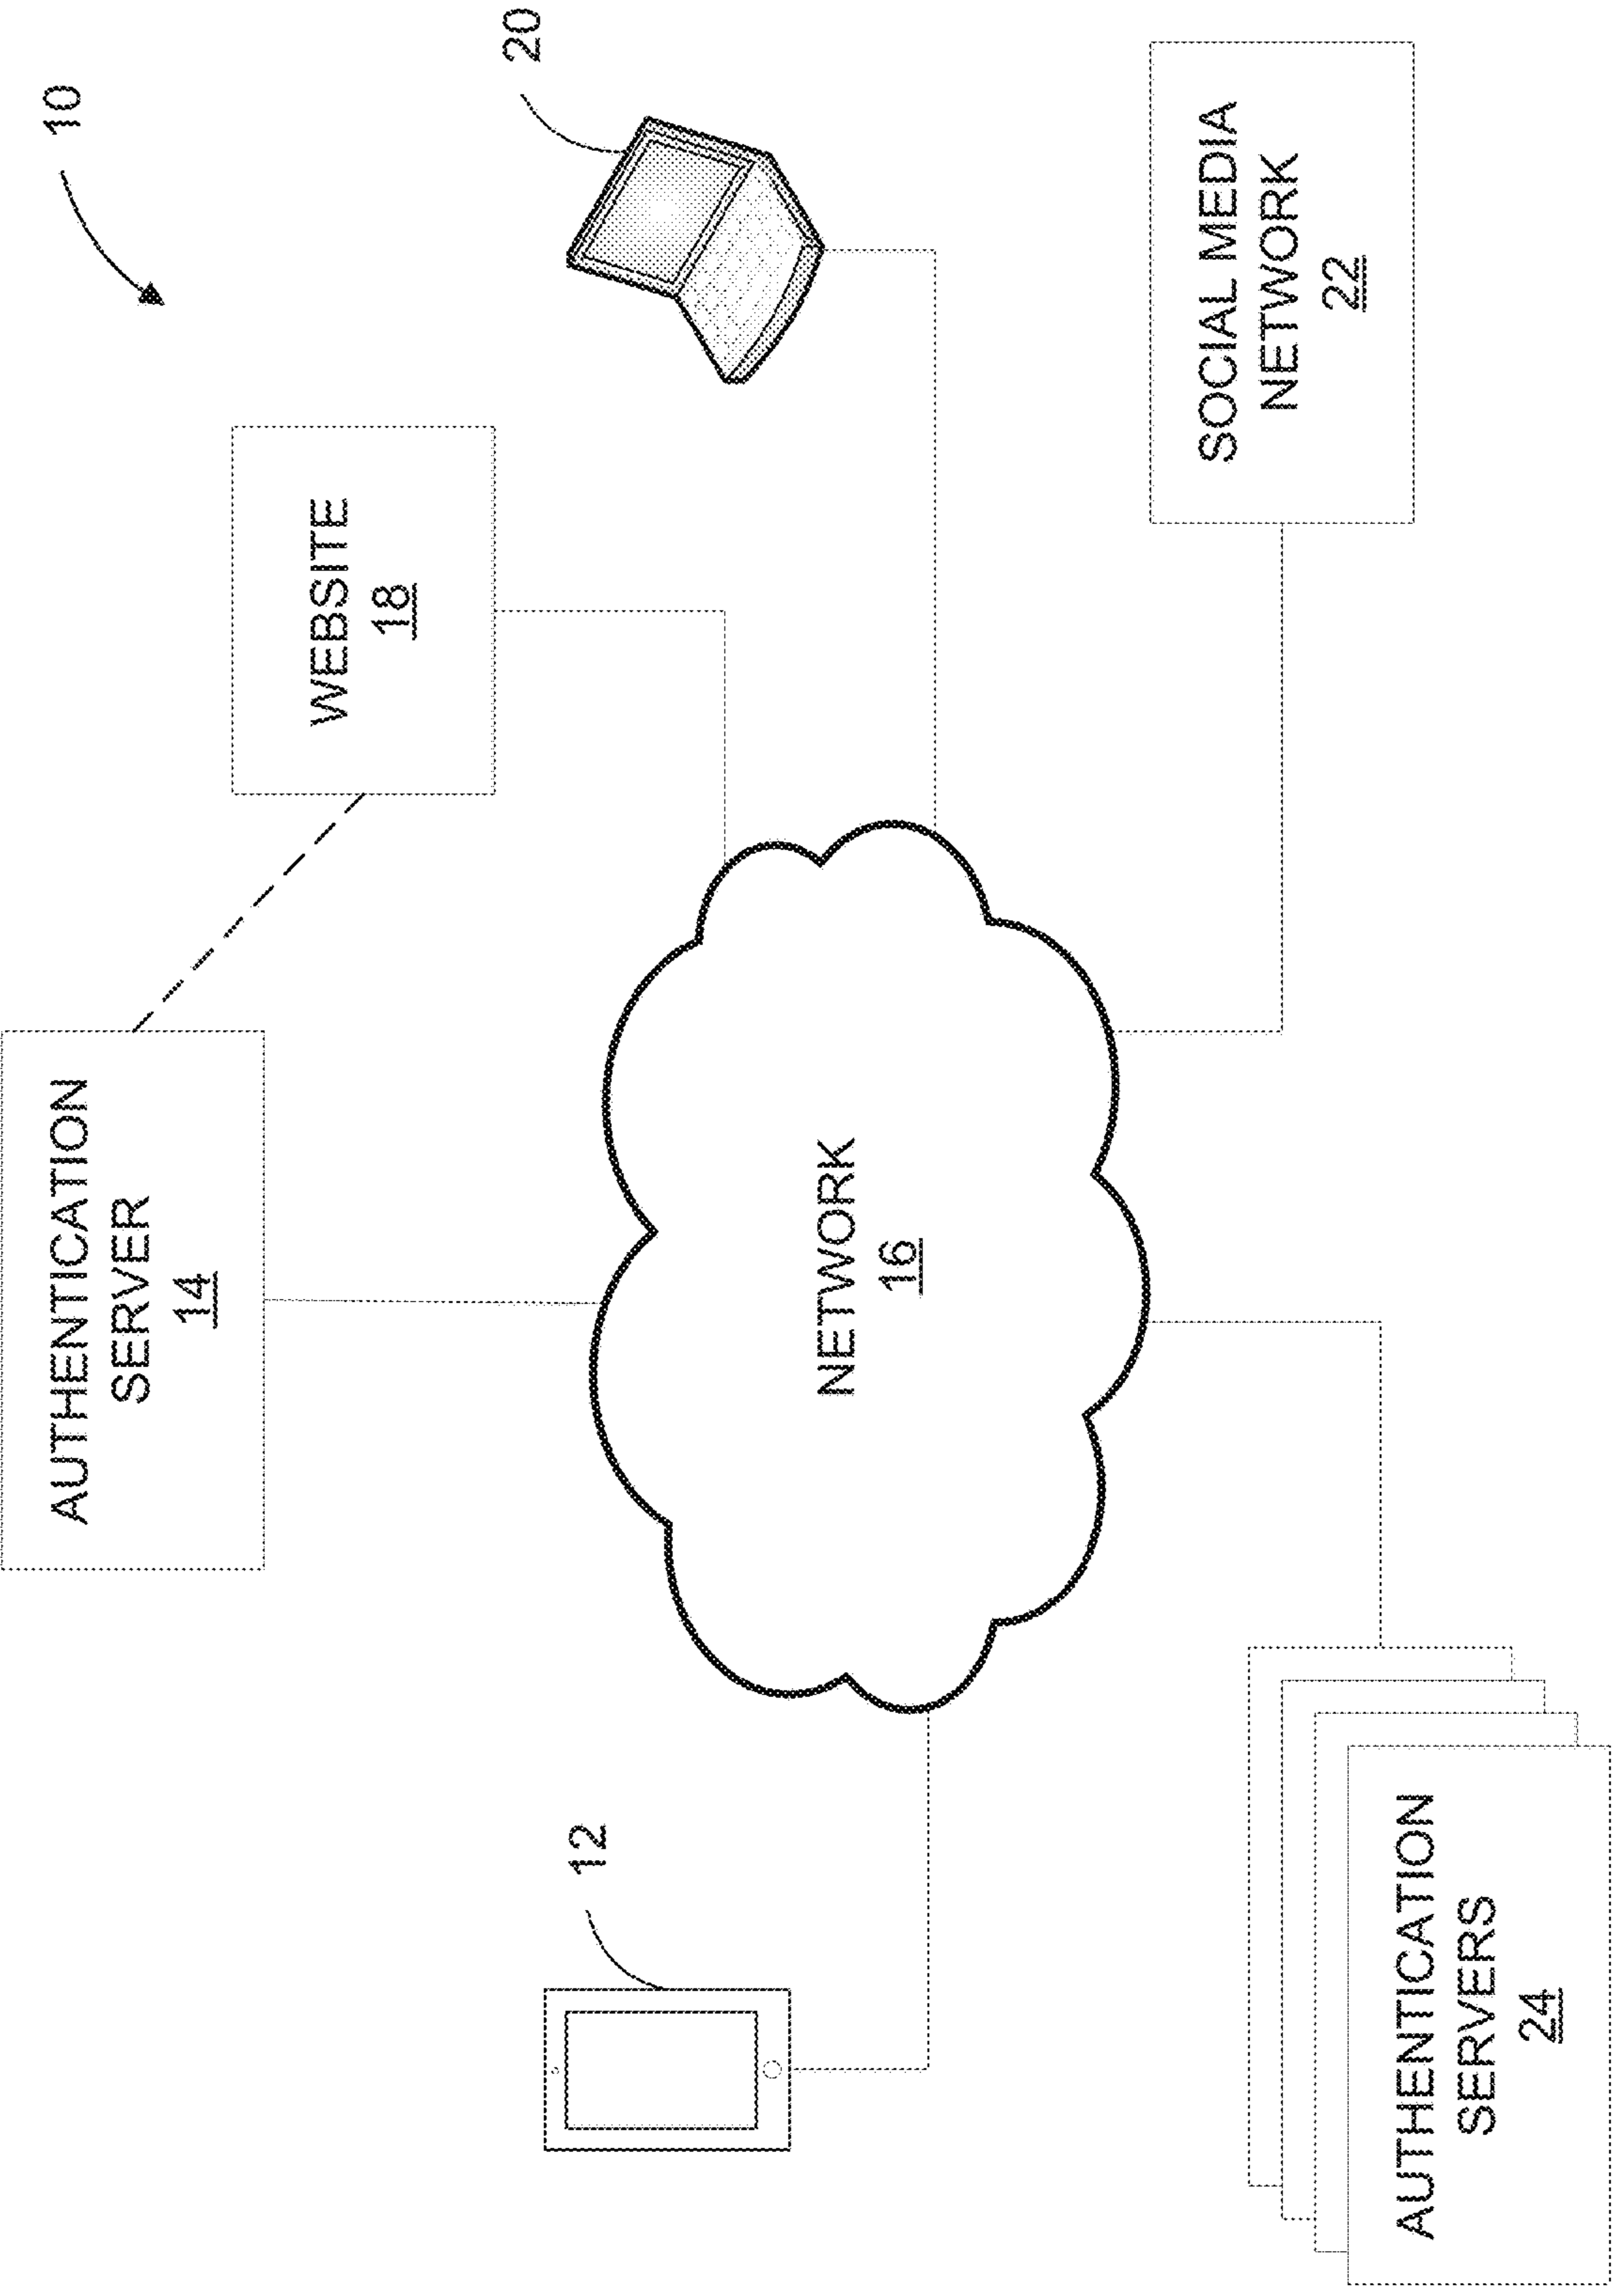 10
AUTHENTICATION
SERVER
14
WEBSITE
18
20
12
NETWORK
16
AUTHENTICATION
SERVERS
24
SOCIAL MEDIA
NETWORK
22